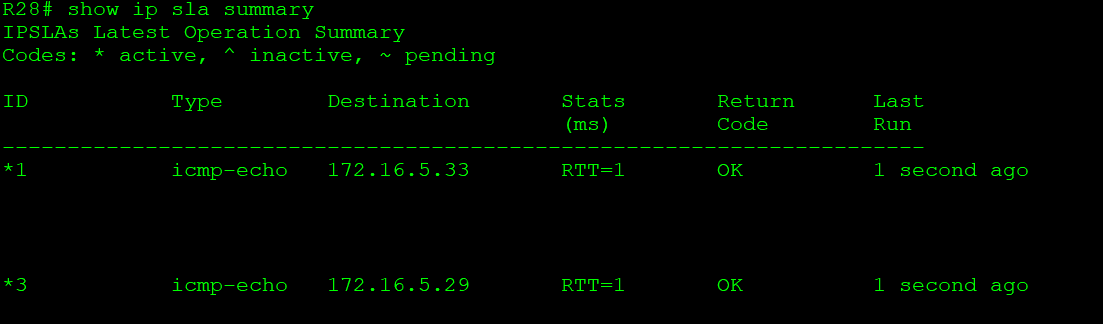 R28# show ip sla summary
IPSLAs Latest Operation Summary
Codes: * active, ^ inactive, ~ pending
ID Type Destination Stats Return Last
(ms) Code Run
-----------------------------------------------------------------------
*1 icmp-echo 172.16.5.33 RTT=1 OK 1 second ago
*3 icmp-echo 172.16.5.29 RTT=1 OK 1 second ago